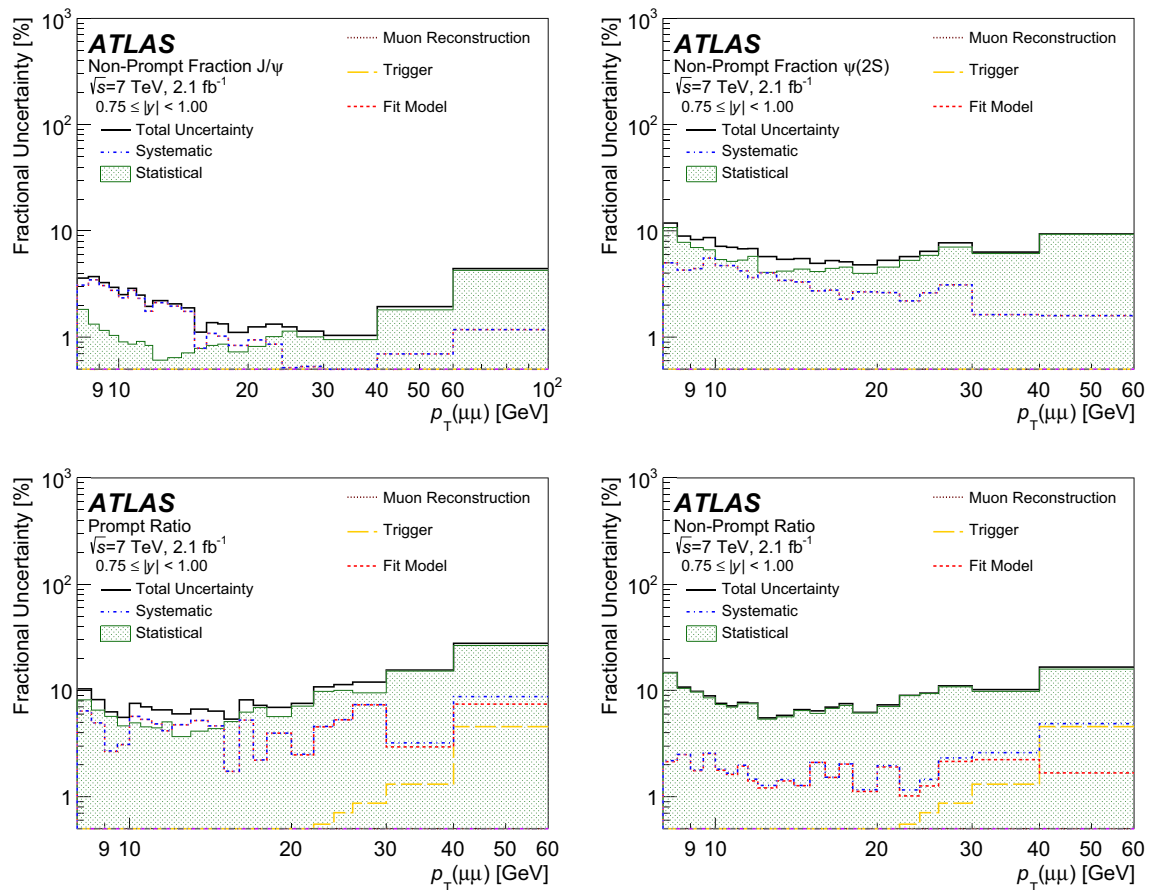 10³
10²
10
1
Fractional Uncertainty [%]
ATLAS
Non-Prompt Fraction J/ψ
√s=7 TeV, 2.1 fb⁻¹
0.75 ≤ |y| < 1.00
Total Uncertainty
Systematic
Statistical
Muon Reconstruction
Trigger
Fit Model
9 10 20 30 40 50 60 10²
p_T(μμ) [GeV]
10³
10²
10
1
Fractional Uncertainty [%]
ATLAS
Non-Prompt Fraction ψ(2S)
√s=7 TeV, 2.1 fb⁻¹
0.75 ≤ |y| < 1.00
Total Uncertainty
Systematic
Statistical
Muon Reconstruction
Trigger
Fit Model
9 10 20 30 40 50 60
p_T(μμ) [GeV]
10³
10²
10
1
Fractional Uncertainty [%]
ATLAS
Prompt Ratio
√s=7 TeV, 2.1 fb⁻¹
0.75 ≤ |y| < 1.00
Total Uncertainty
Systematic
Statistical
Muon Reconstruction
Trigger
Fit Model
9 10 20 30 40 50 60
p_T(μμ) [GeV]
10³
10²
10
1
Fractional Uncertainty [%]
ATLAS
Non-Prompt Ratio
√s=7 TeV, 2.1 fb⁻¹
0.75 ≤ |y| < 1.00
Total Uncertainty
Systematic
Statistical
Muon Reconstruction
Trigger
Fit Model
9 10 20 30 40 50 60
p_T(μμ) [GeV]